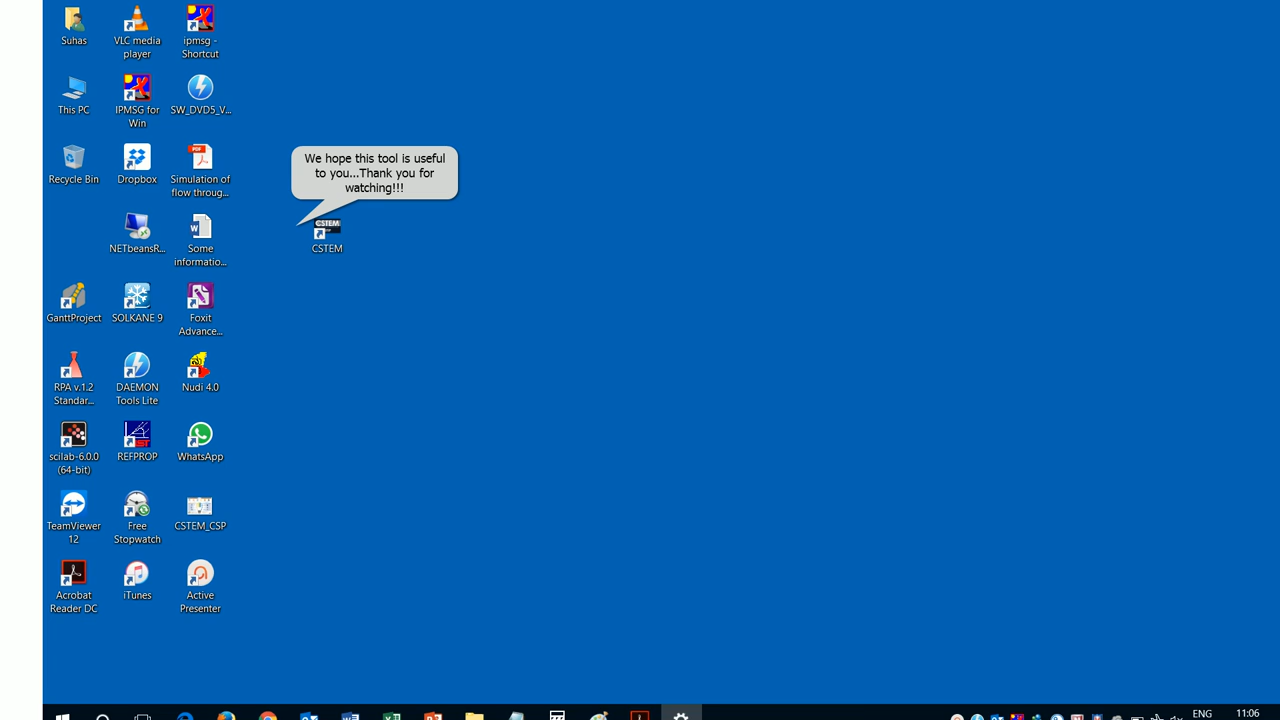 Suhas
VLC media
player
ipmsg -
Shortcut
This PC
IPMSG for
Win
SW_DVD5_V...
Recycle Bin
Dropbox
Simulation of
flow throug...
We hope this tool is useful
to you...Thank you for
watching!!!
NETbeansR...
Some
informatio...
CSTEM
CSTEM
GanttProject
SOLKANE 9
Foxit
Advance...
RPA v.1.2
Standar...
DAEMON
Tools Lite
Nudi 4.0
scilab-6.0.0
(64-bit)
REFPROP
WhatsApp
TeamViewer
12
Free
Stopwatch
CSTEM_CSP
Acrobat
Reader DC
iTunes
Active
Presenter
ENG
11:06